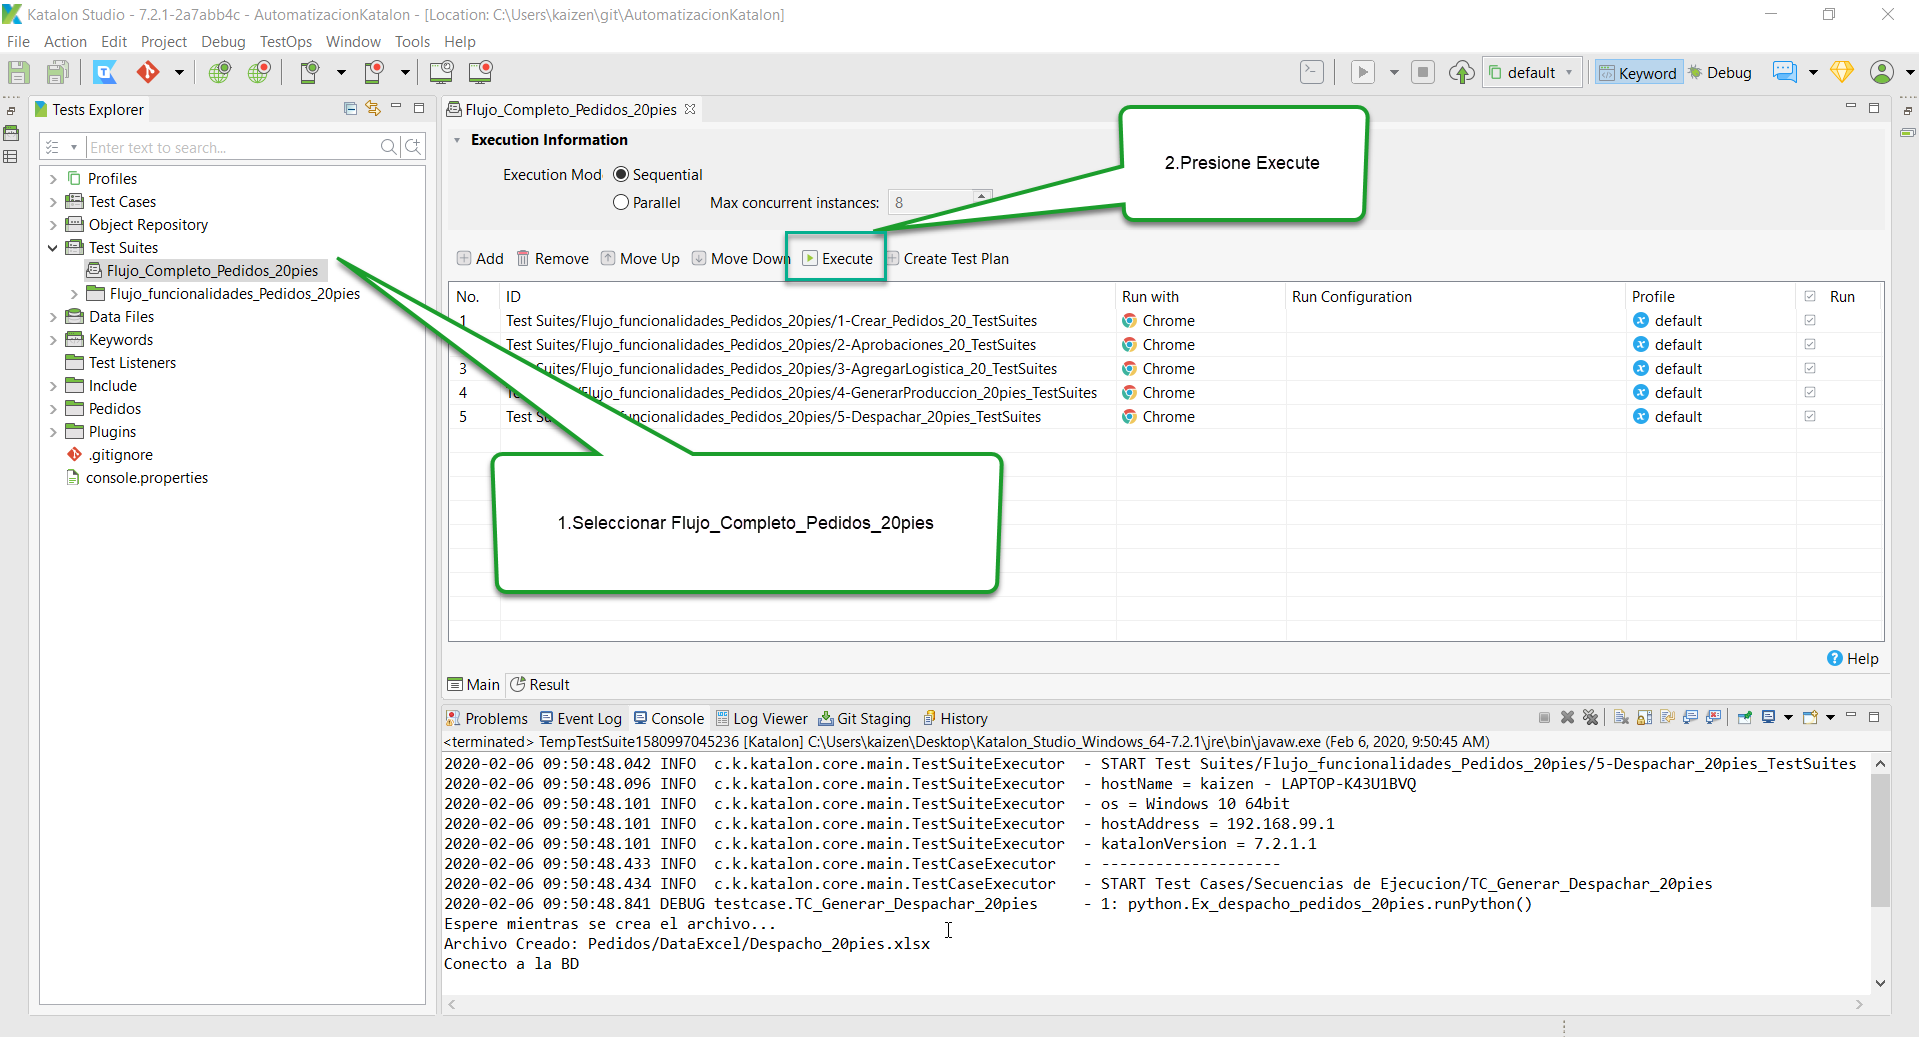 Katalon Studio - 7.2.1-2a7abb4c - AutomatizacionKatalon - [Location: C:\Users\kaizen\git\AutomatizacionKatalon]
File Action Edit Project Debug TestOps Window Tools Help
default Keyword Debug
Tests Explorer
Enter text to search...
Profiles
Test Cases
Object Repository
Test Suites
Flujo_Completo_Pedidos_20pies
Flujo_funcionalidades_Pedidos_20pies
Data Files
Keywords
Test Listeners
Include
Pedidos
Plugins
.gitignore
console.properties
Flujo_Completo_Pedidos_20pies
Execution Information
Execution Mod Sequential
Parallel Max concurrent instances: 8
2.Presione Execute
Add Remove Move Up Move Down Execute Create Test Plan
No. ID Run with Run Configuration Profile Run
1 Test Suites/Flujo_funcionalidades_Pedidos_20pies/1-Crear_Pedidos_20_TestSuites Chrome default
Test Suites/Flujo_funcionalidades_Pedidos_20pies/2-Aprobaciones_20_TestSuites Chrome default
3 Suites/Flujo_funcionalidades_Pedidos_20pies/3-AgregarLogistica_20_TestSuites Chrome default
4 /Flujo_funcionalidades_Pedidos_20pies/4-GenerarProduccion_20pies_TestSuites Chrome default
5 Test S funcionalidades_Pedidos_20pies/5-Despachar_20pies_TestSuites Chrome default
1.Seleccionar Flujo_Completo_Pedidos_20pies
Help
Main Result
Problems Event Log Console Log Viewer Git Staging History
<terminated> TempTestSuite1580997045236 [Katalon] C:\Users\kaizen\Desktop\Katalon_Studio_Windows_64-7.2.1\jre\bin\javaw.exe (Feb 6, 2020, 9:50:45 AM)
2020-02-06 09:50:48.042 INFO c.k.katalon.core.main.TestSuiteExecutor - START Test Suites/Flujo_funcionalidades_Pedidos_20pies/5-Despachar_20pies_TestSuites
2020-02-06 09:50:48.096 INFO c.k.katalon.core.main.TestSuiteExecutor - hostName = kaizen - LAPTOP-K43U1BVQ
2020-02-06 09:50:48.101 INFO c.k.katalon.core.main.TestSuiteExecutor - os = Windows 10 64bit
2020-02-06 09:50:48.101 INFO c.k.katalon.core.main.TestSuiteExecutor - hostAddress = 192.168.99.1
2020-02-06 09:50:48.101 INFO c.k.katalon.core.main.TestSuiteExecutor - katalonVersion = 7.2.1.1
2020-02-06 09:50:48.433 INFO c.k.katalon.core.main.TestCaseExecutor - --------------------
2020-02-06 09:50:48.434 INFO c.k.katalon.core.main.TestCaseExecutor - START Test Cases/Secuencias de Ejecucion/TC_Generar_Despachar_20pies
2020-02-06 09:50:48.841 DEBUG testcase.TC_Generar_Despachar_20pies - 1: python.Ex_despacho_pedidos_20pies.runPython()
Espere mientras se crea el archivo...
Archivo Creado: Pedidos/DataExcel/Despacho_20pies.xlsx
Conecto a la BD